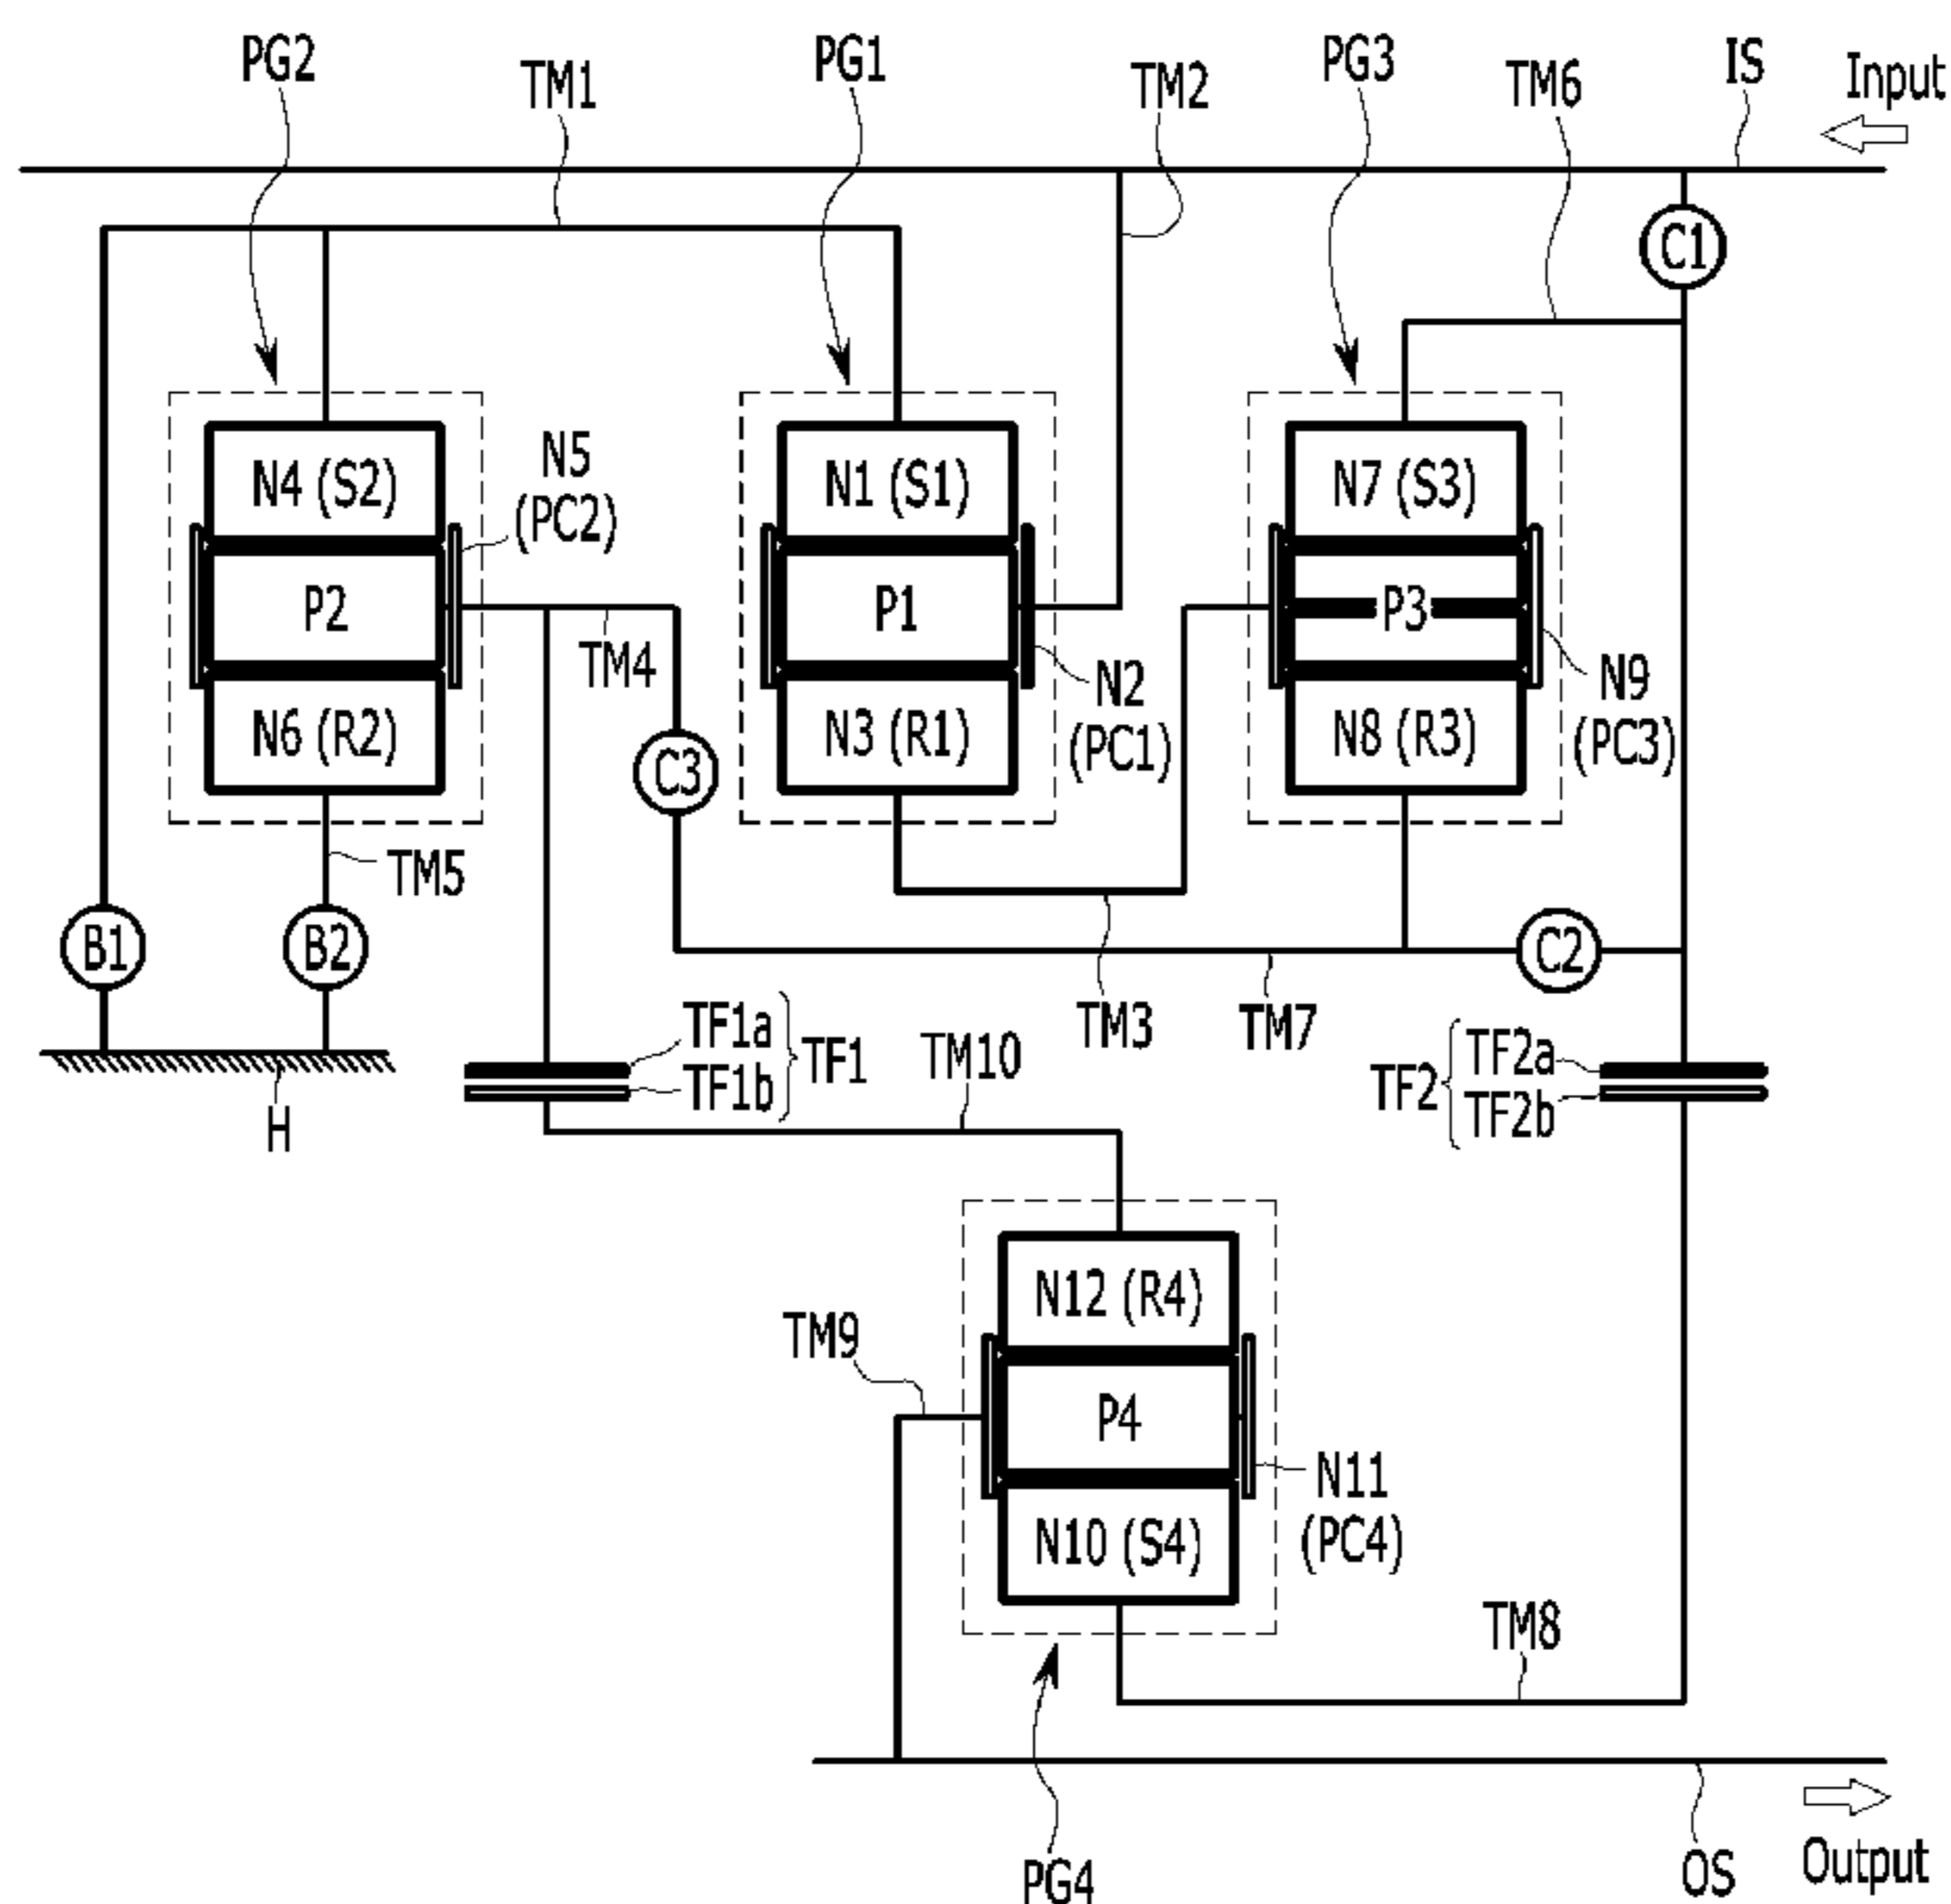 PG2
TM1
PG1
TM2
PG3
TM6
IS
Input
C1
N4 (S2)
N5
(PC2)
N1 (S1)
N7 (S3)
P2
P1
P3
TM4
N2
(PC1)
N9
(PC3)
N6 (R2)
N3 (R1)
N8 (R3)
C3
TM5
B1
B2
C2
TF1a
TF1b
TF1
TM10
TM3
TM7
TF2
TF2a
TF2b
H
N12 (R4)
TM9
P4
N11
(PC4)
N10 (S4)
TM8
PG4
OS
Output